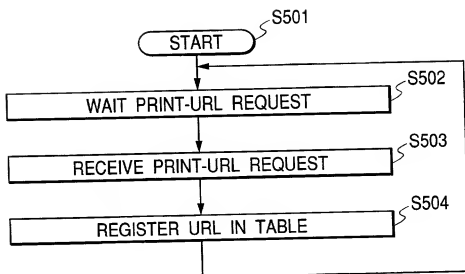 S501
START
S502
WAIT PRINT-URL REQUEST
S503
RECEIVE PRINT-URL REQUEST
S504
REGISTER URL IN TABLE